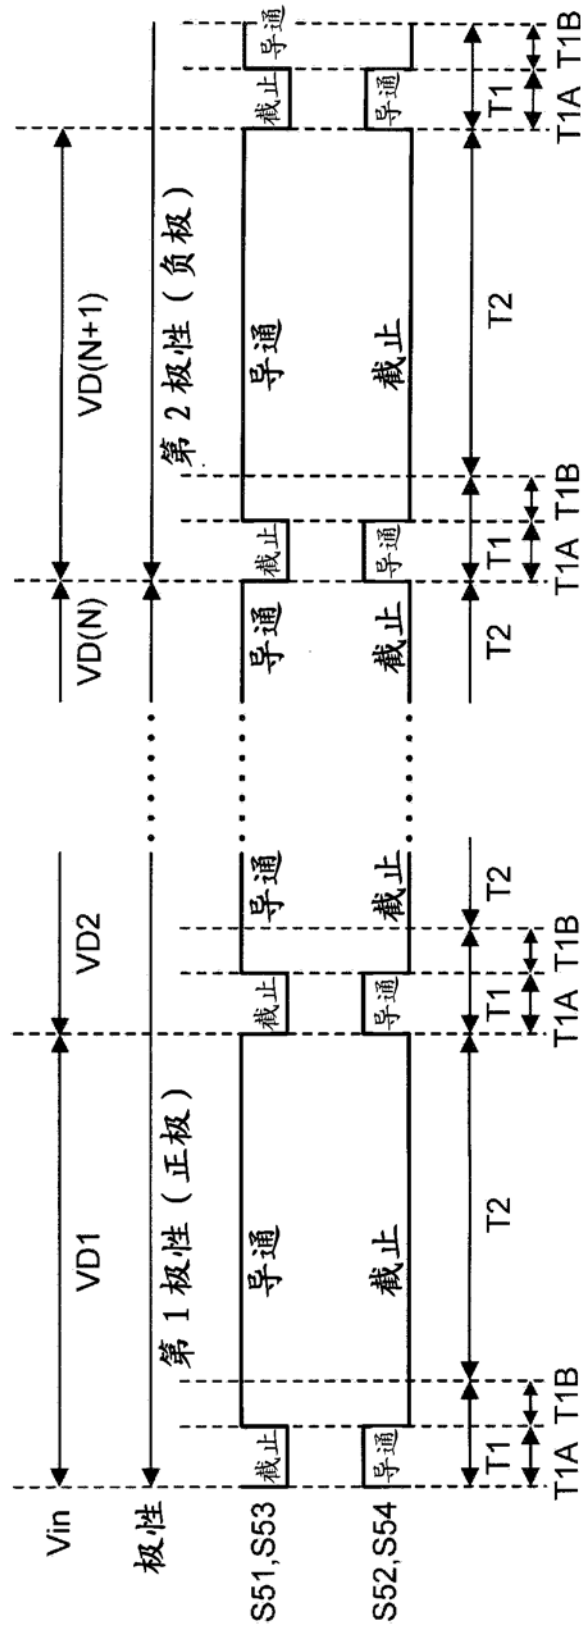 Vin
VD1
VD2
VD(N)
VD(N+1)
极性
第1极性(正极)
第2极性(负极)
S51,S53
截止
导通
截止
导通
导通
截止
导通
截止
导通
S52,S54
导通
截止
导通
截止
截止
导通
截止
导通
T1
T2
T1
T2
T2
T1
T2
T1
T1A
T1B
T1A
T1B
T1A
T1B
T1A
T1B